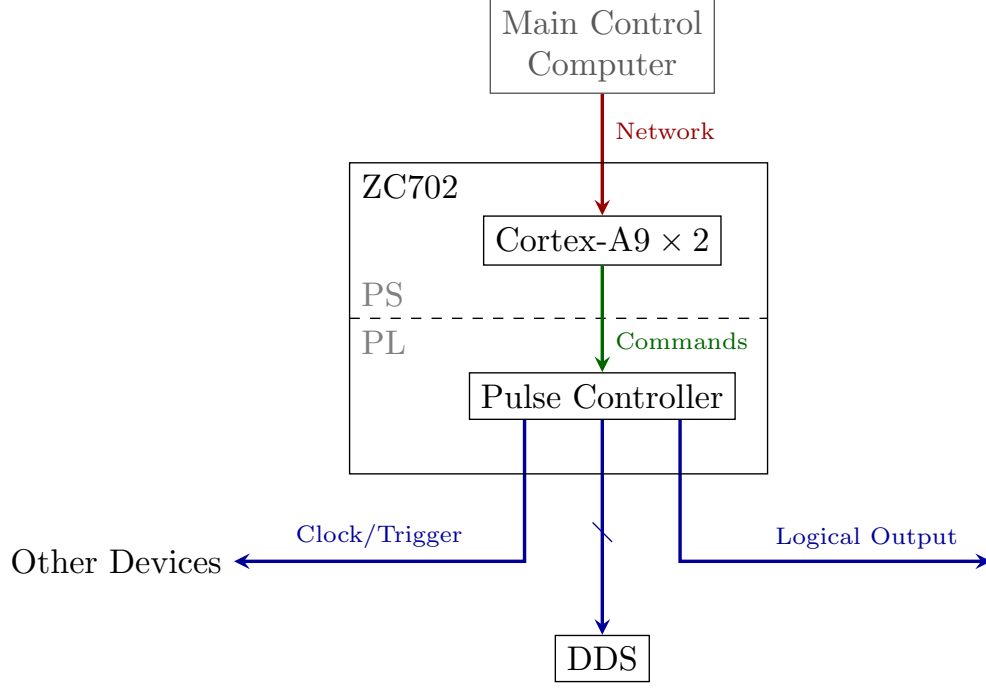 Main Control
Computer
Network
ZC702
Cortex-A9 × 2
PS
PL
Commands
Pulse Controller
Clock/Trigger
Logical Output
Other Devices
DDS